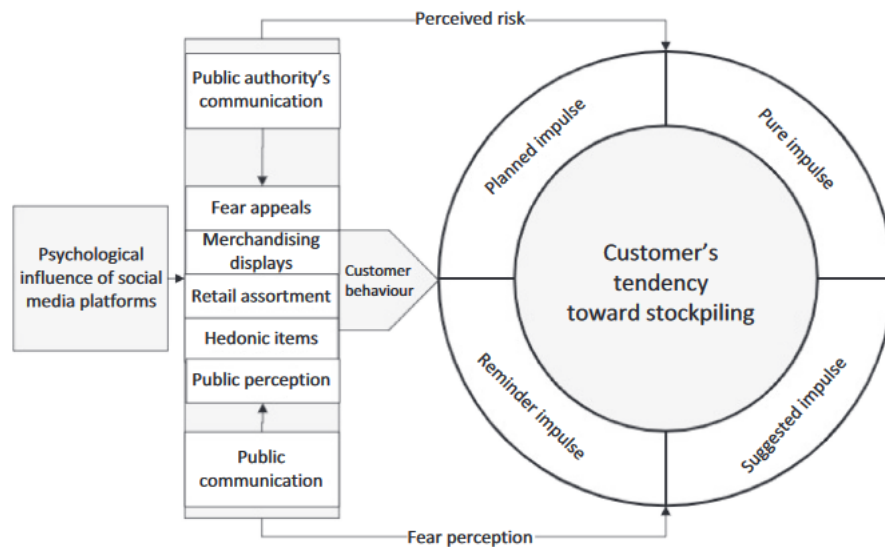 Perceived risk
Public authority's
communication
Fear appeals
Merchandising
displays
Retail assortment
Hedonic items
Public perception
Public
communication
Psychological
influence of social
media platforms
Customer
behaviour
Planned impulse
Pure impulse
Customer's
tendency
toward stockpiling
Reminder impulse
Suggested impulse
Fear perception